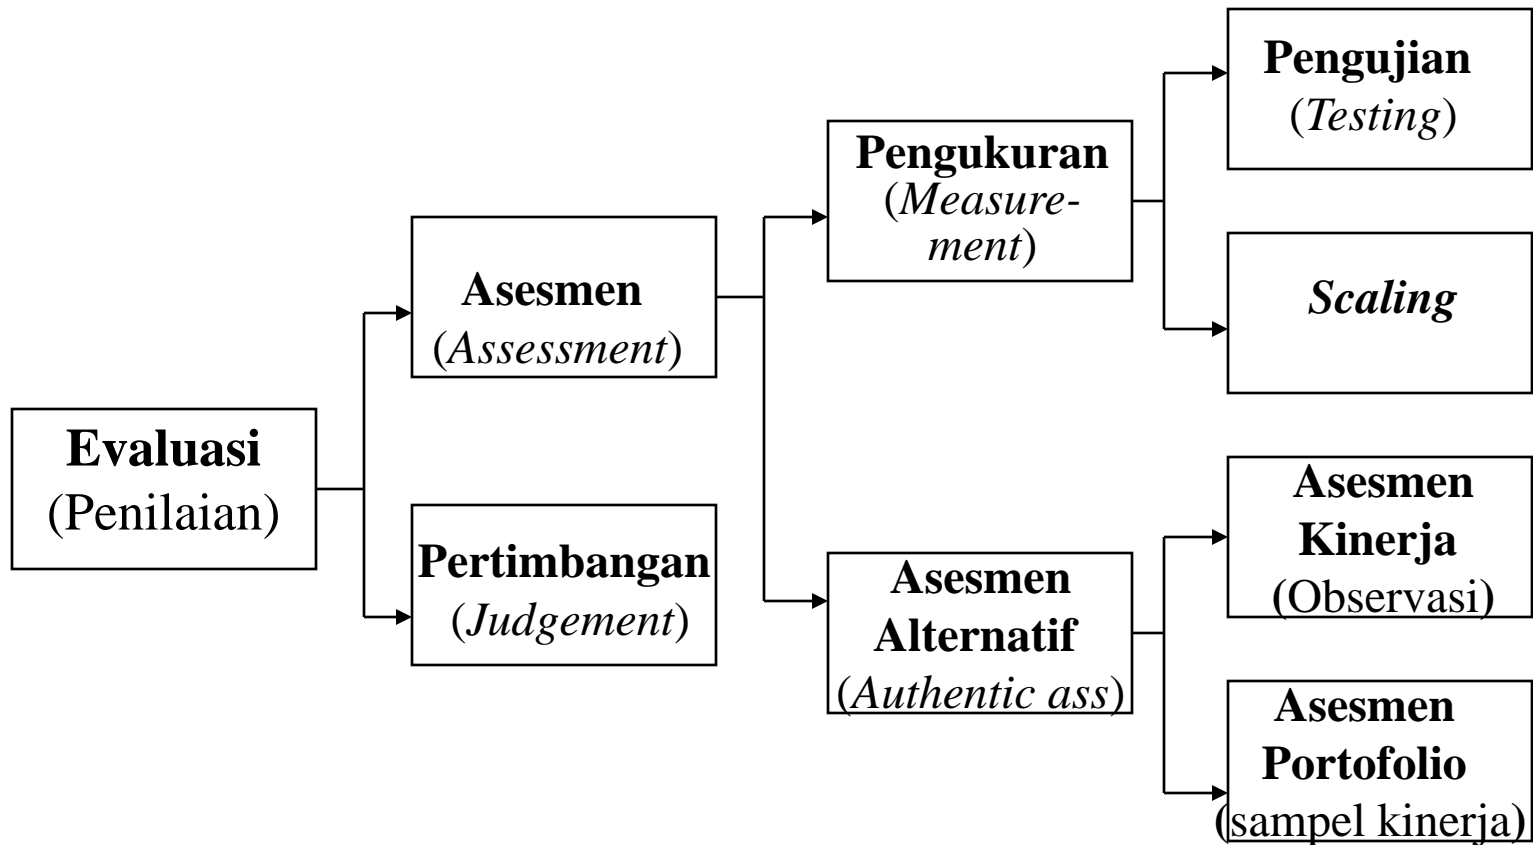 Evaluasi
(Penilaian)
Asesmen
(Assessment)
Pertimbangan
(Judgement)
Pengukuran
(Measure-
ment)
Asesmen
Alternatif
(Authentic ass)
Pengujian
(Testing)
Scaling
Asesmen
Kinerja
(Observasi)
Asesmen
Portofolio
(sampel kinerja)